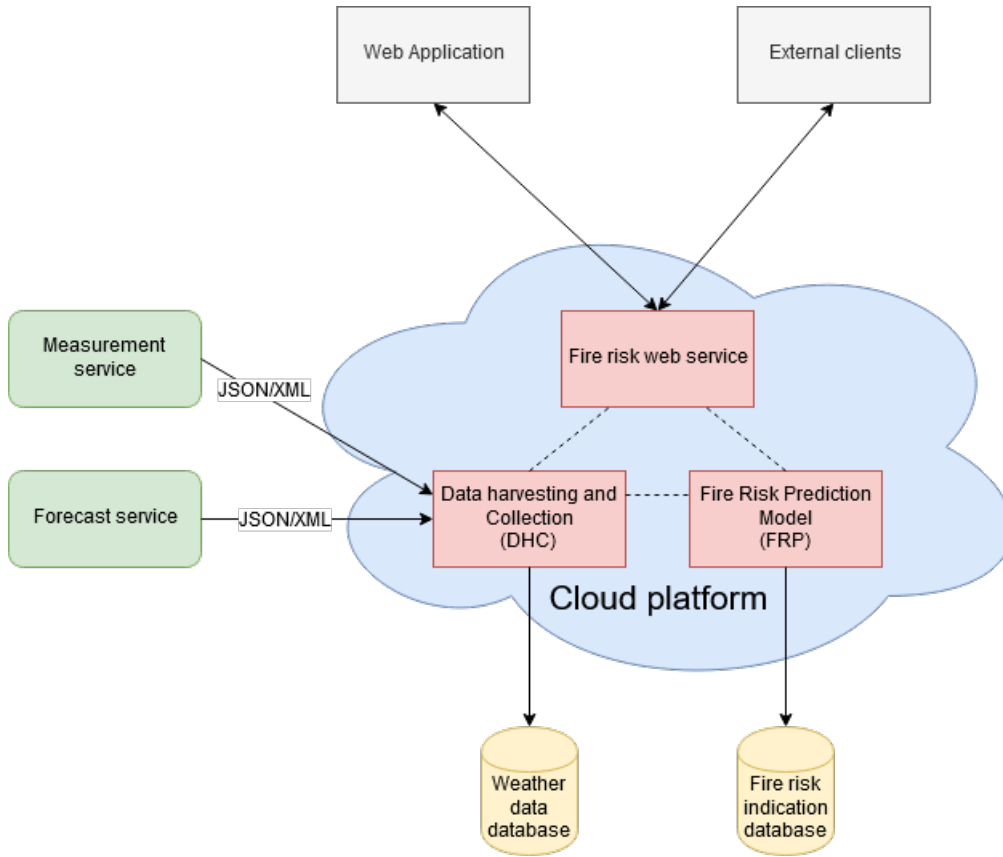 Web Application
External clients
Fire risk web service
Measurement
service
JSON/XML
Forecast service
JSON/XML
Data harvesting and
Collection
(DHC)
Fire Risk Prediction
Model
(FRP)
Cloud platform
Weather
data
database
Fire risk
indication
database